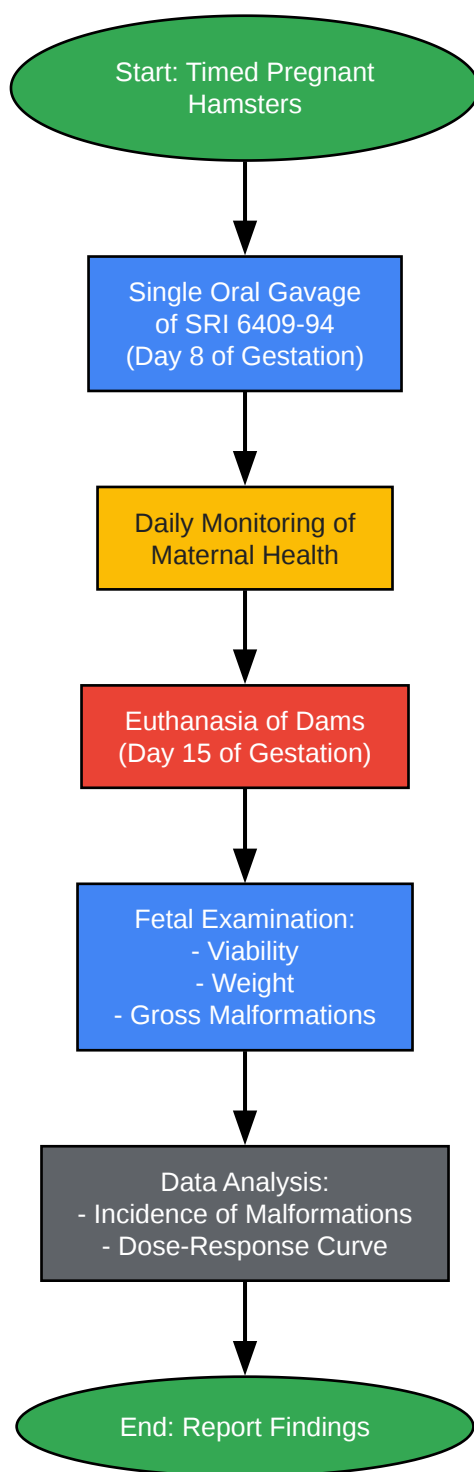 Start: Timed Pregnant
Hamsters
Single Oral Gavage
of SRI 6409-94
(Day 8 of Gestation)
Daily Monitoring of
Maternal Health
Euthanasia of Dams
(Day 15 of Gestation)
Fetal Examination:
- Viability
- Weight
- Gross Malformations
Data Analysis:
- Incidence of Malformations
- Dose-Response Curve
End: Report Findings